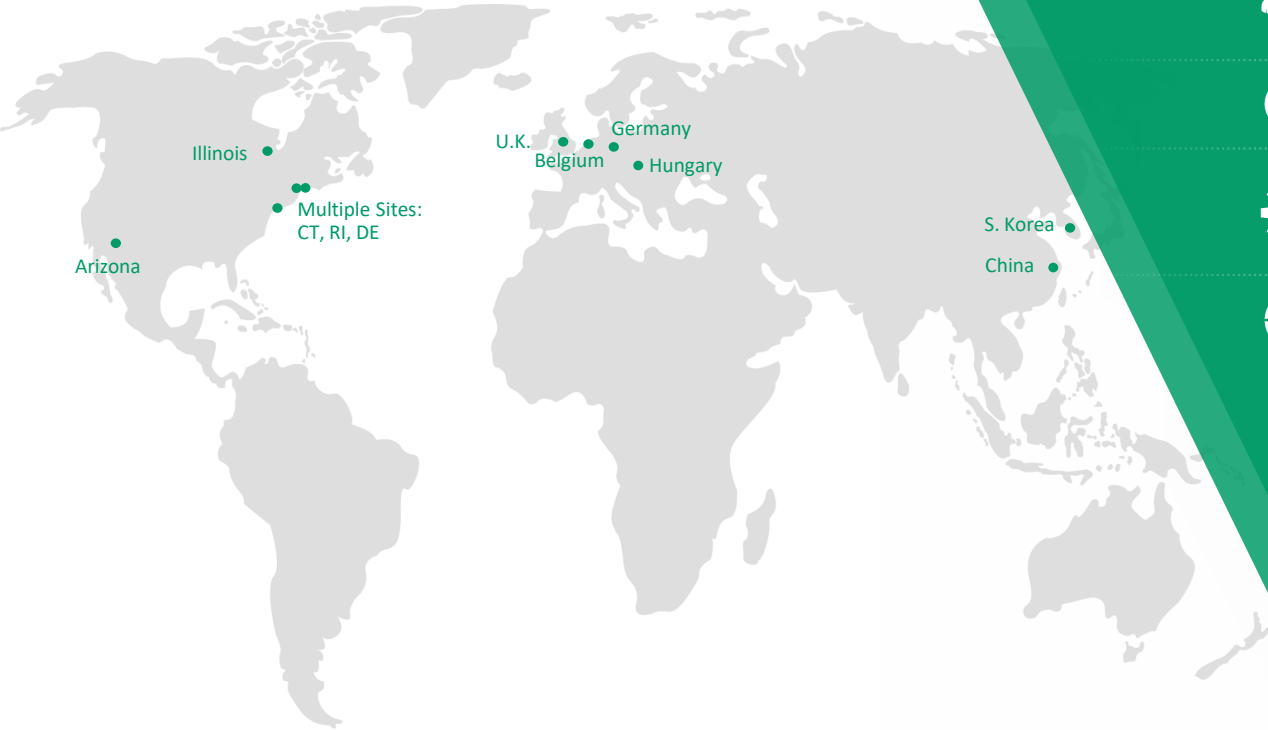 Germany
U.K.
Belgium
Illinois
Hungary
Multiple Sites:
CT, RI, DE
S. Korea
Arizona
China